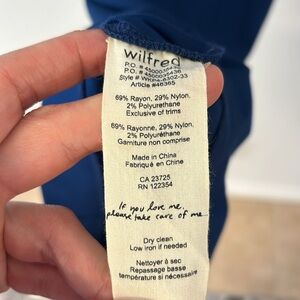 wilfred
69% Rayon, 29% Nylon,
2% Polyurethane
Exclusive of trims
69% Rayonne, 29% Nylon,
2% Polyuréthane
Garniture non comprise
Made in China
Fabriqué en Chine
CA 23725
RN 122354
If you love me,
please take care of me.
Dry clean
Low iron if needed
Nettoyer à sec
Repassage basse
température si nécessaire